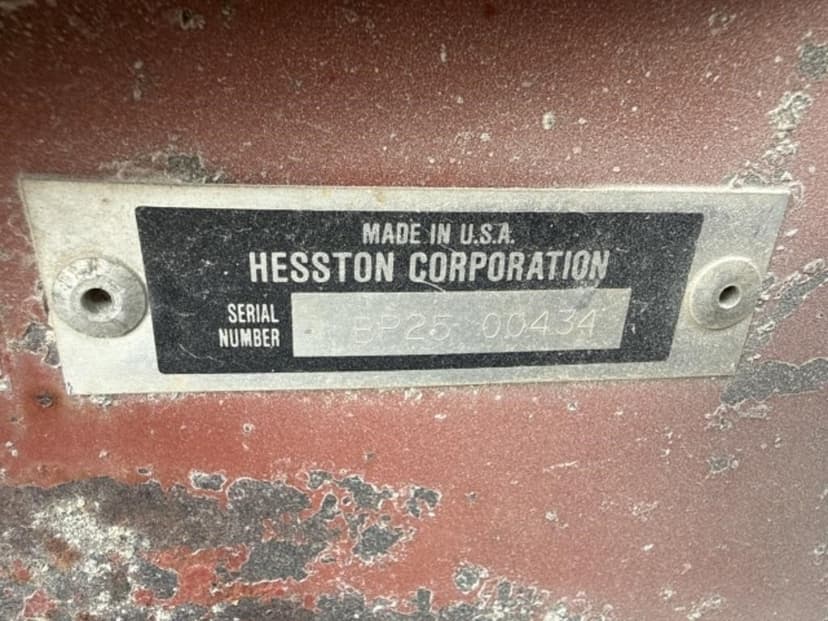 MADE IN U.S.A.
HESSTON CORPORATION
SERIAL
NUMBER
BP25 00434